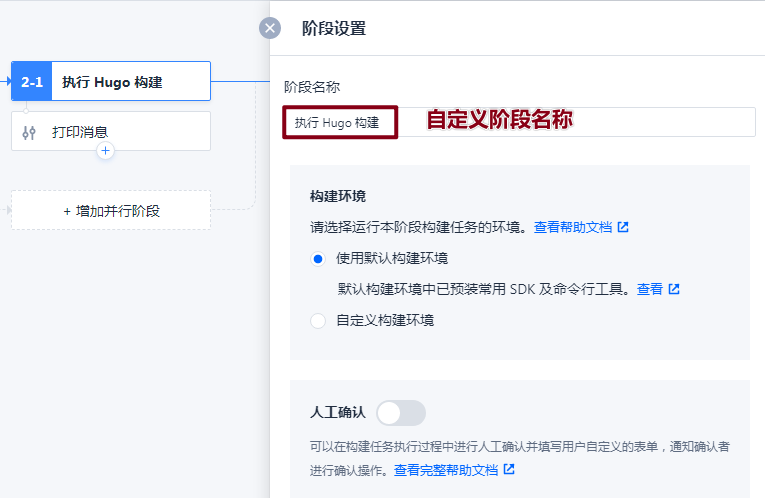 2-1 执行 Hugo 构建
打印消息
+ 增加并行阶段
阶段设置
阶段名称
执行 Hugo 构建
自定义阶段名称
构建环境
请选择运行本阶段构建任务的环境。查看帮助文档
使用默认构建环境
默认构建环境中已预装常用 SDK 及命令行工具。查看
自定义构建环境
人工确认
可以在构建任务执行过程中进行人工确认并填写用户自定义的表单，通知确认者
进行确认操作。查看完整帮助文档